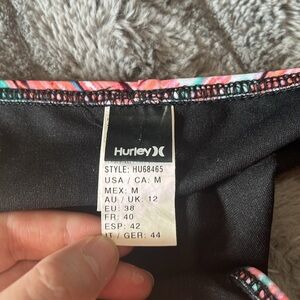 Hurley
STYLE: HU68465
USA / CA: M
MEX: M
AU / UK: 12
EU: 38
FR: 40
ESP: 42
IT / GER: 44